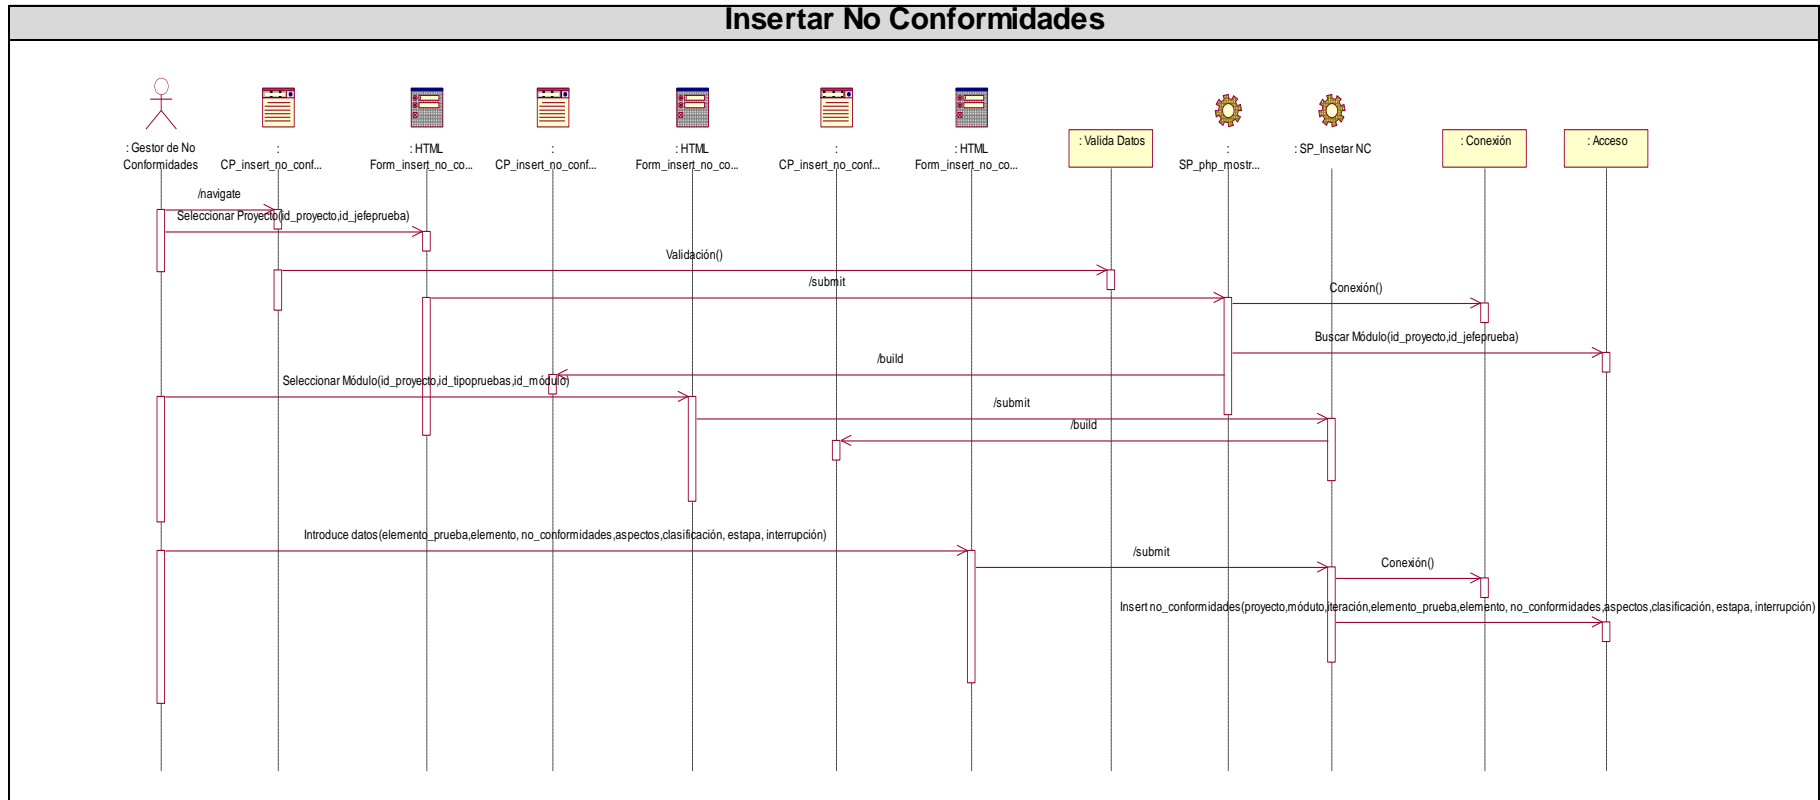 Insertar No Conformidades
: Gestor de No
Conformidades
:
CP_insert_no_conf...
: HTML
Form_insert_no_co...
:
CP_insert_no_conf...
: HTML
Form_insert_no_co...
:
CP_insert_no_conf...
: HTML
Form_insert_no_co...
: Valida Datos
:
SP_php_mostr...
: SP_Insetar NC
: Conexión
: Acceso
/navigate
Seleccionar Proyecto(id_proyecto,id_jefeprueba)
Validación()
/submit
Conexión()
Buscar Módulo(id_proyecto,id_jefeprueba)
/build
Seleccionar Módulo(id_proyecto,id_tipopruebas,id_módulo)
/submit
/build
Introduce datos(elemento_prueba,elemento, no_conformidades,aspectos,clasificación, estapa, interrupción)
/submit
Conexión()
Insert no_conformidades(proyecto,móduto,iteración,elemento_prueba,elemento, no_conformidades,aspectos,clasificación, estapa, interrupción)